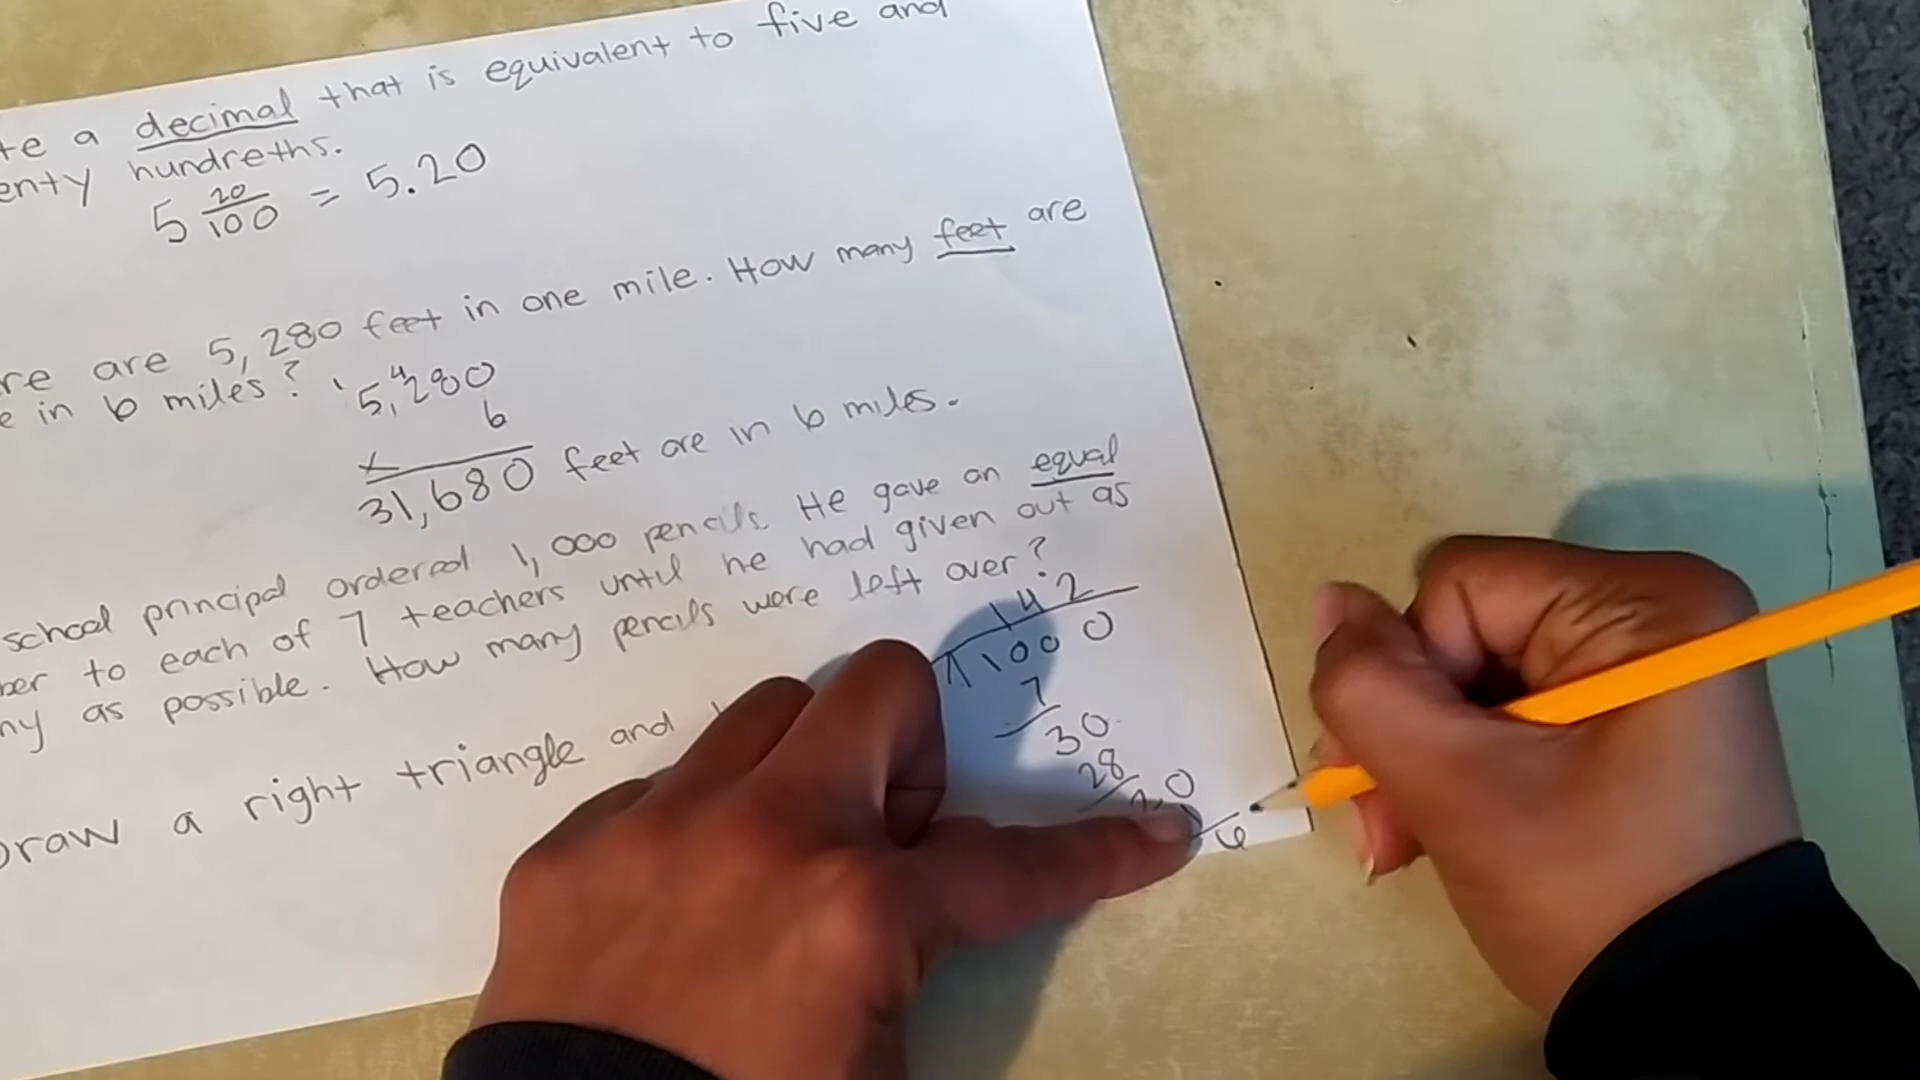 te a decimal that is equivalent to five and
enty hundreths.
5 20/100 = 5.20
re are 5,280 feet in one mile. How many feet are
e in 6 miles?
1 4
5,280
x 6
31,680 feet are in 6 miles.
school principal ordered 1,000 pencils. He gave an equal
ber to each of 7 teachers until he had given out as
ny as possible. How many pencils were left over?
142
7 1000
7
30
28
20
6
Draw a right triangle and